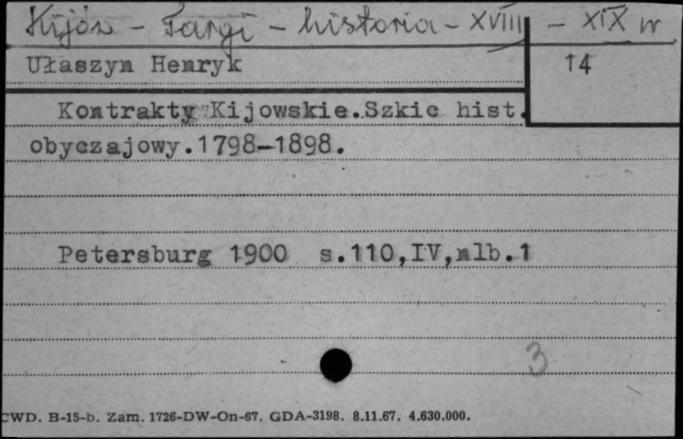 Kijów - Targi - historia - XVIII - XIX w
Ułaszyn Henryk 14
Kontrakty Kijowskie.Szkic hist.
obyczajowy.1798-1898.
Petersburg 1900 s.110,IV,nlb.1
3
CWD. B-15-b. Zam. 1726-DW-On-67. GDA-3198. 8.11.67. 4.630.000.